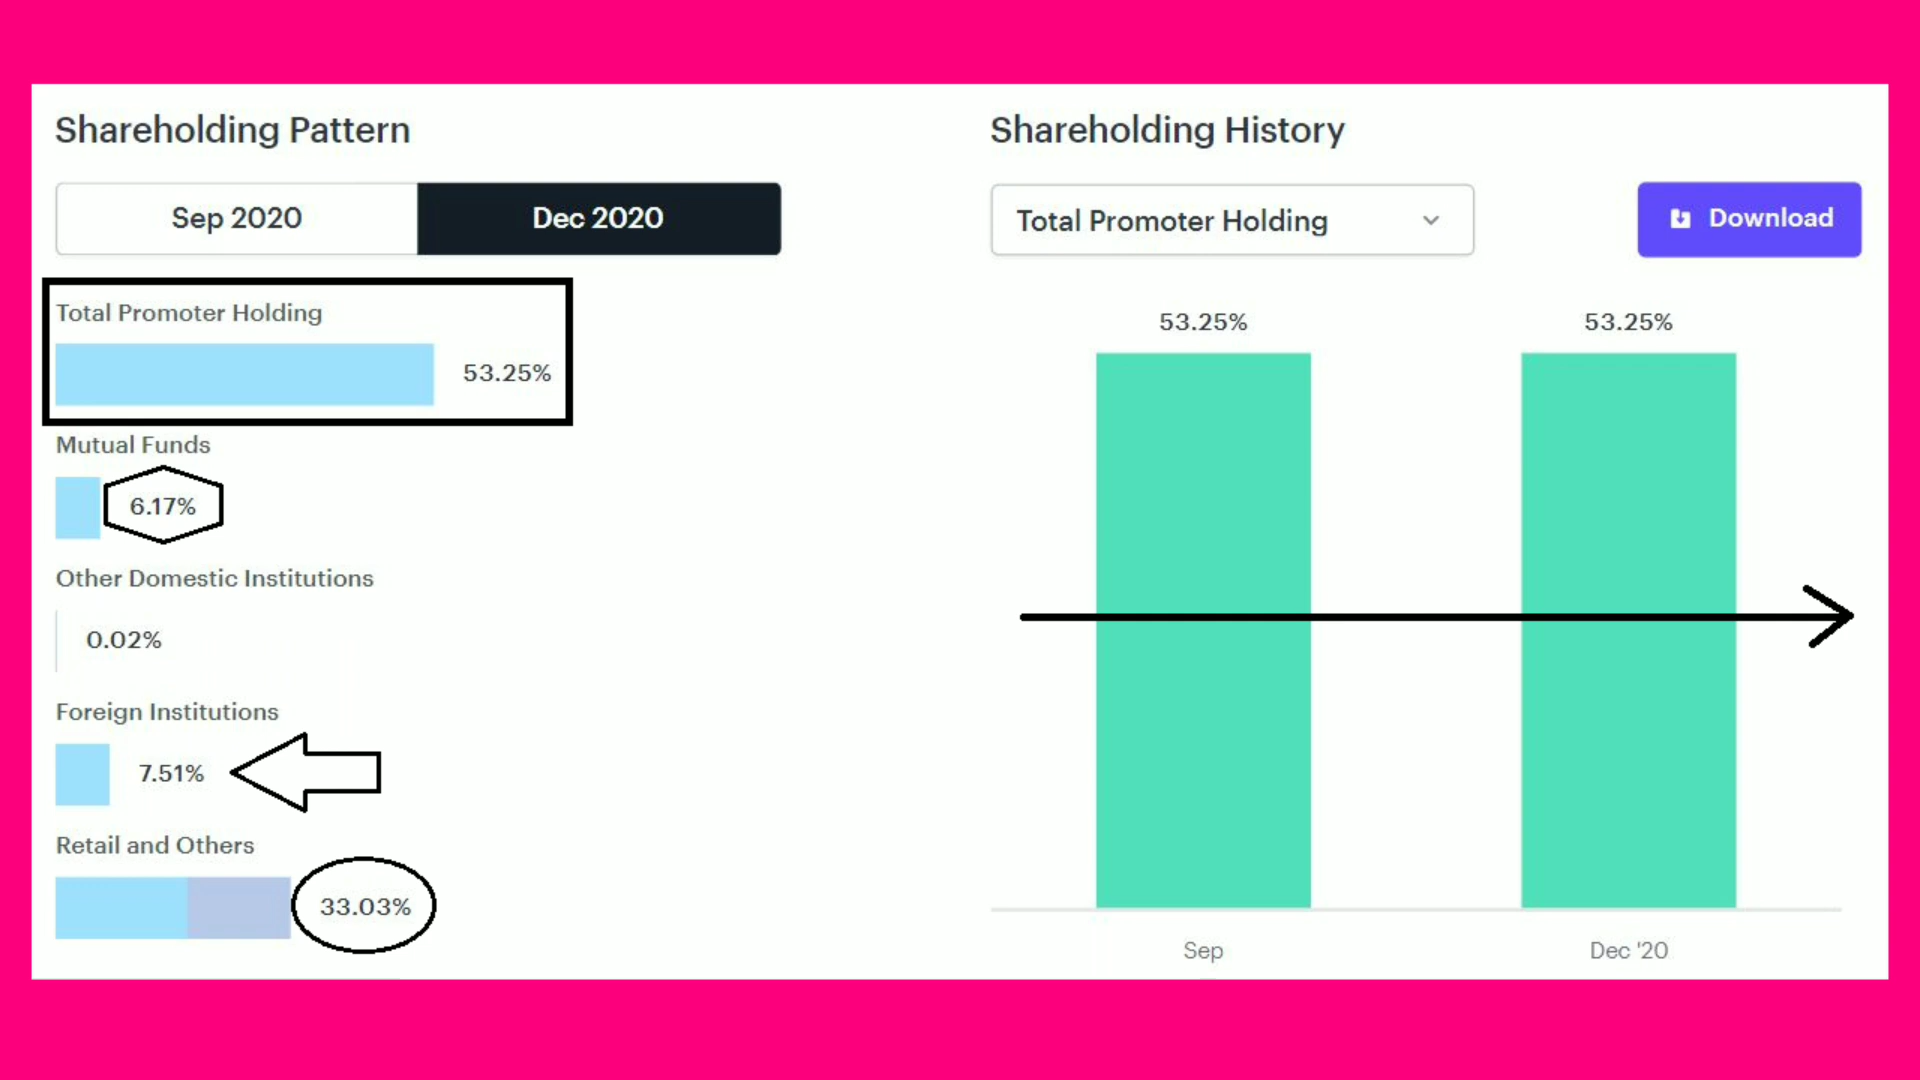 Shareholding Pattern
Sep 2020
Dec 2020
Total Promoter Holding
53.25%
Mutual Funds
6.17%
Other Domestic Institutions
0.02%
Foreign Institutions
7.51%
Retail and Others
33.03%
Shareholding History
Total Promoter Holding
Download
53.25%
53.25%
Sep
Dec '20